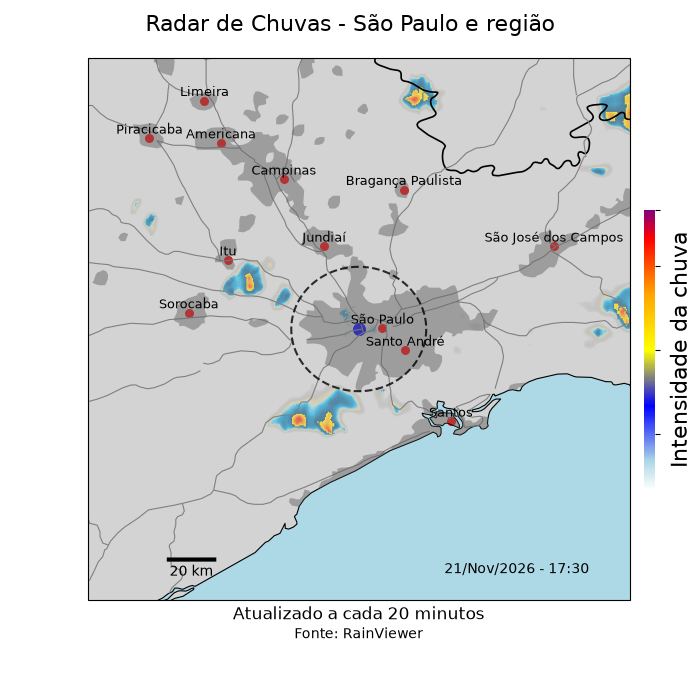 Radar de Chuvas - São Paulo e região
Limeira
Piracicaba
Americana
Campinas
Bragança Paulista
Jundiaí
São José dos Campos
Itu
Sorocaba
São Paulo
Santo André
Santos
Intensidade da chuva
20 km
21/Nov/2026 - 17:30
Atualizado a cada 20 minutos
Fonte: RainViewer